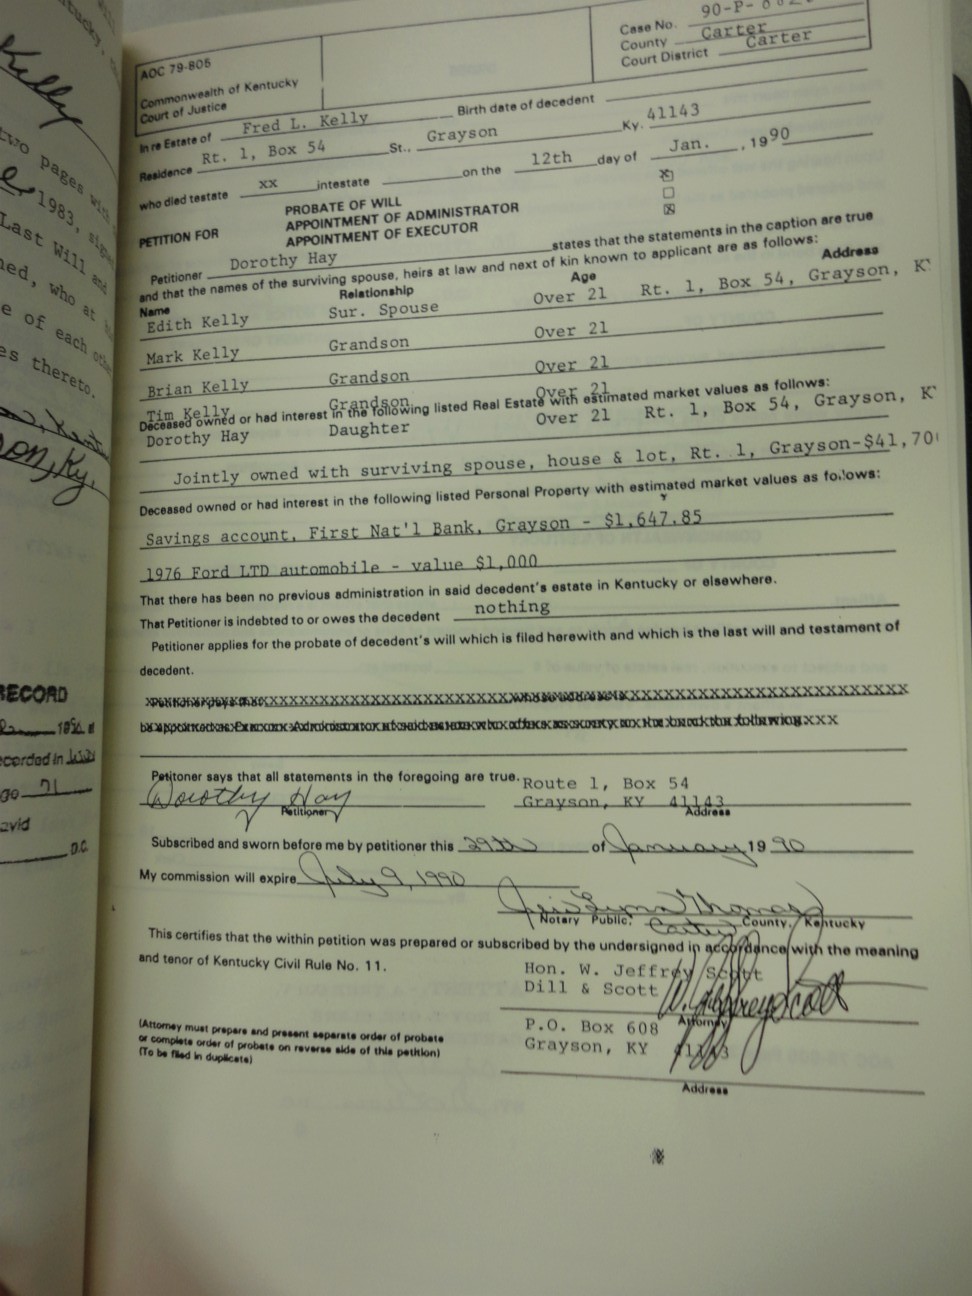 Kelly
two pages with
1983, signed
Last Will and
ned, who at
e of each other
es thereto.
son, Ky.
RECORD
ecorded in
go 71
avid
D.C.
AOC 79-805
Commonwealth of Kentucky
Court of Justice
Case No. 90-P-
County Carter
Court District Carter
In re Estate of Fred L. Kelly Birth date of decedent
Residence Rt. 1, Box 54 St., Grayson Ky. 41143
who died testate xx intestate on the 12th day of Jan. , 1990
PETITION FOR
PROBATE OF WILL
APPOINTMENT OF ADMINISTRATOR
APPOINTMENT OF EXECUTOR
Petitioner Dorothy Hay states that the statements in the caption are true
and that the names of the surviving spouse, heirs at law and next of kin known to applicant are as follows:
Name Relationship Age Address
Edith Kelly Sur. Spouse Over 21 Rt. 1, Box 54, Grayson, K
Mark Kelly Grandson Over 21
Brian Kelly Grandson Over 21
Tim Kelly Grandson Over 21
Deceased owned or had interest in the following listed Real Estate with estimated market values as follows:
Dorothy Hay Daughter Over 21 Rt. 1, Box 54, Grayson, K
Jointly owned with surviving spouse, house & lot, Rt. 1, Grayson-$41,70
Deceased owned or had interest in the following listed Personal Property with estimated market values as follows:
Savings account, First Nat'l Bank, Grayson - $1,647.85
1976 Ford LTD automobile - value $1,000
That there has been no previous administration in said decedent's estate in Kentucky or elsewhere.
That Petitioner is indebted to or owes the decedent nothing
Petitioner applies for the probate of decedent's will which is filed herewith and which is the last will and testament of
decedent.
Petitoner says that all statements in the foregoing are true. Route 1, Box 54
Dorothy Hay Grayson, KY 41143
Petitioner Address
Subscribed and sworn before me by petitioner this 29th of January 1990
My commission will expire July 9, 1990
Thomas
Notary Public, Carter County, Kentucky
This certifies that the within petition was prepared or subscribed by the undersigned in accordance with the meaning
and tenor of Kentucky Civil Rule No. 11.
Hon. W. Jeffrey Scott
Dill & Scott W. Jeffrey Scott
Attorney
P.O. Box 608
Grayson, KY 41143
Address
(Attorney must prepare and present separate order of probate
or complete order of probate on reverse side of this petition)
(To be filed in duplicate)